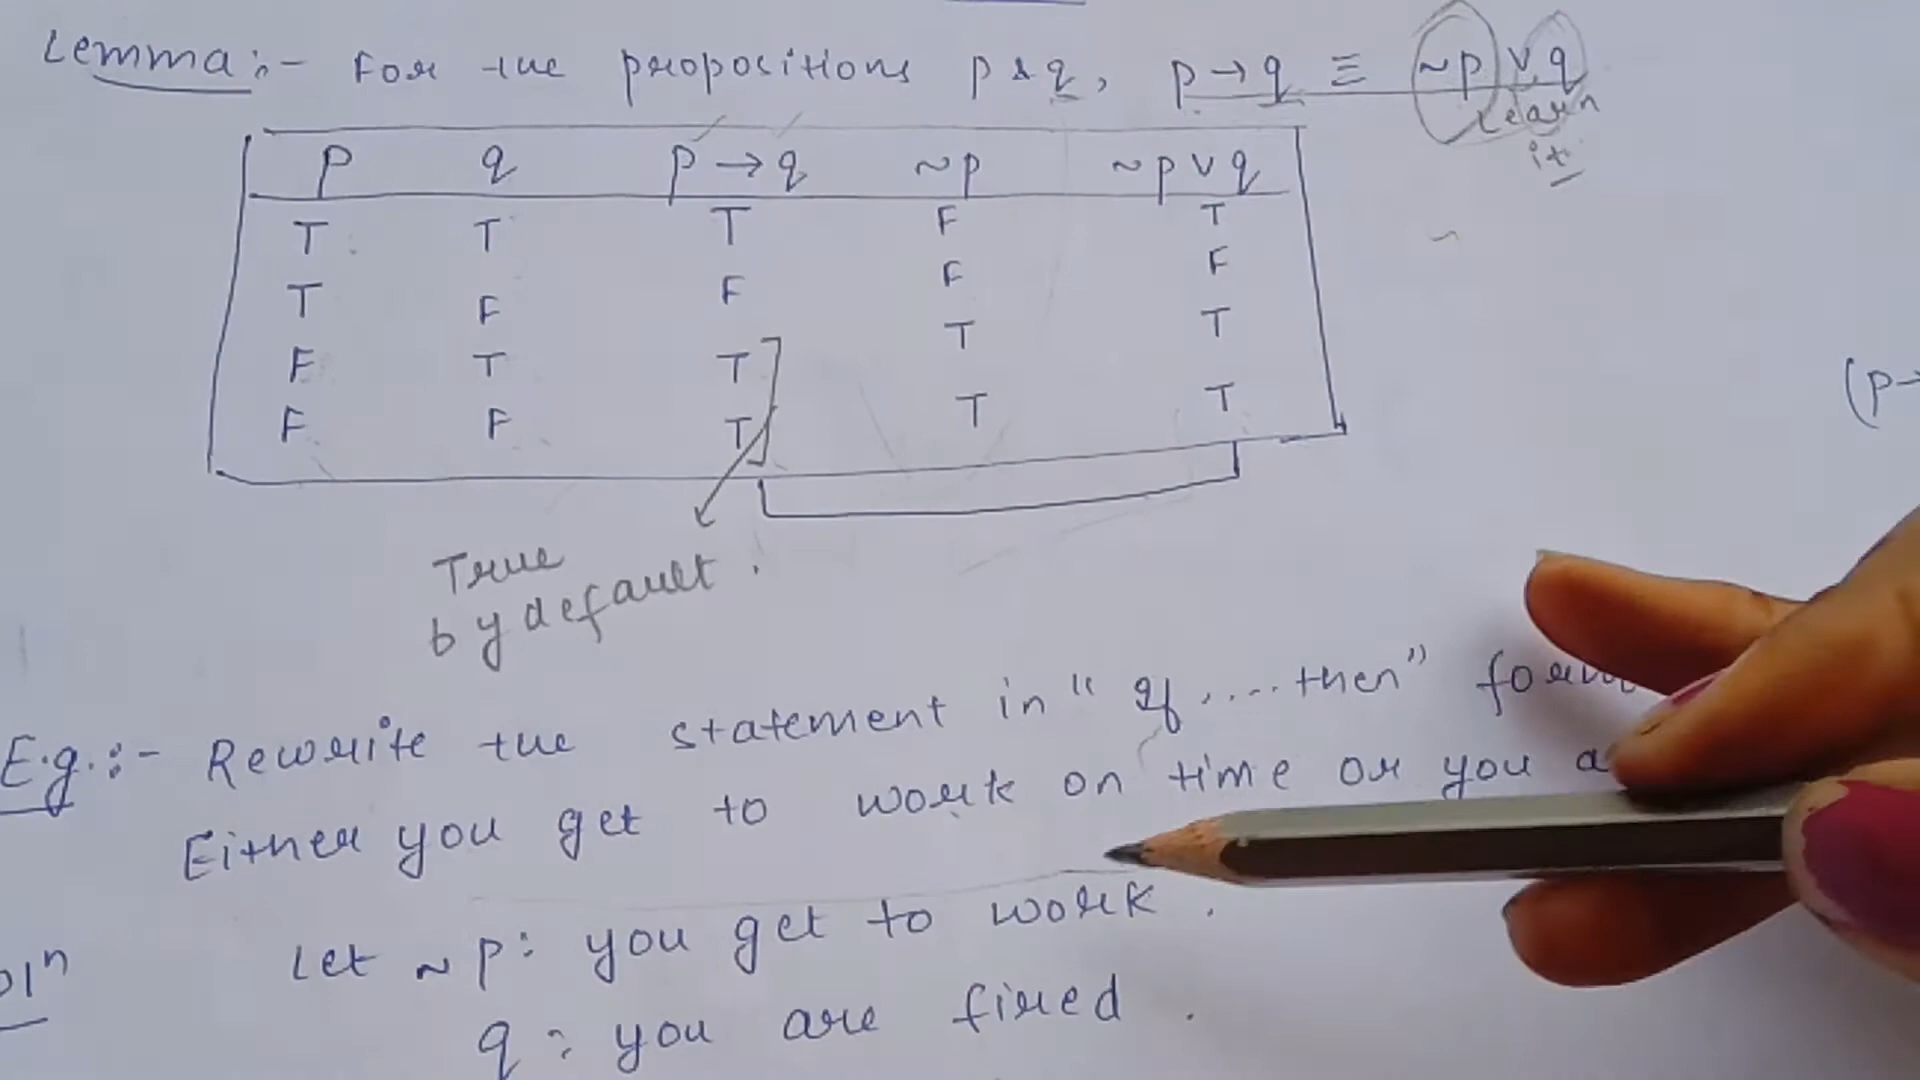 Lemma:- For the propositions p & q, p → q ≡ ~p ∨ q
Learn
it
p q p → q ~p ~p ∨ q
T T T F T
T F F F F
F T T T T
F F T T T
(p →
True
by default.
E.g.:- Rewrite the statement in "If .... then" form
Either you get to work on time or you a
Let ~p: you get to work.
q: you are fired.